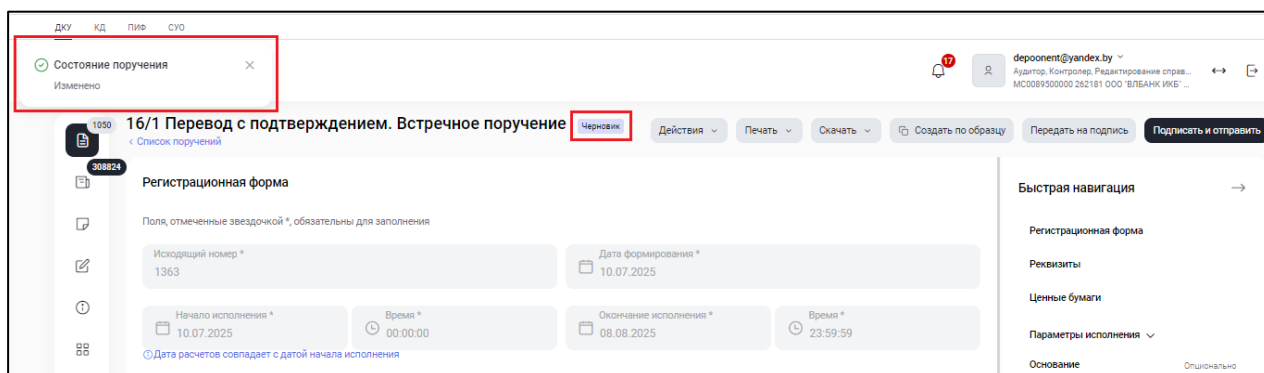 ДКУ КД ПИФ СУО
Состояние поручения
Изменено
17
depoonent@yandex.by
Аудитор, Контролер, Редактирование справ...
MC0089500000 262181 ООО "ВЛБАНК ИКБ" ...
1050
308824
16/1 Перевод с подтверждением. Встречное поручение Черновик
Действия Печать Скачать Создать по образцу Передать на подпись Подписать и отправить
‹ Список поручений
Регистрационная форма
Поля, отмеченные звездочкой *, обязательны для заполнения
Исходящий номер * Дата формирования *
1363 10.07.2025
Начало исполнения * Время * Окончание исполнения * Время *
10.07.2025 00:00:00 08.08.2025 23:59:59
Дата расчетов совпадает с датой начала исполнения
Быстрая навигация →
Регистрационная форма
Реквизиты
Ценные бумаги
Параметры исполнения
Основание Опционально